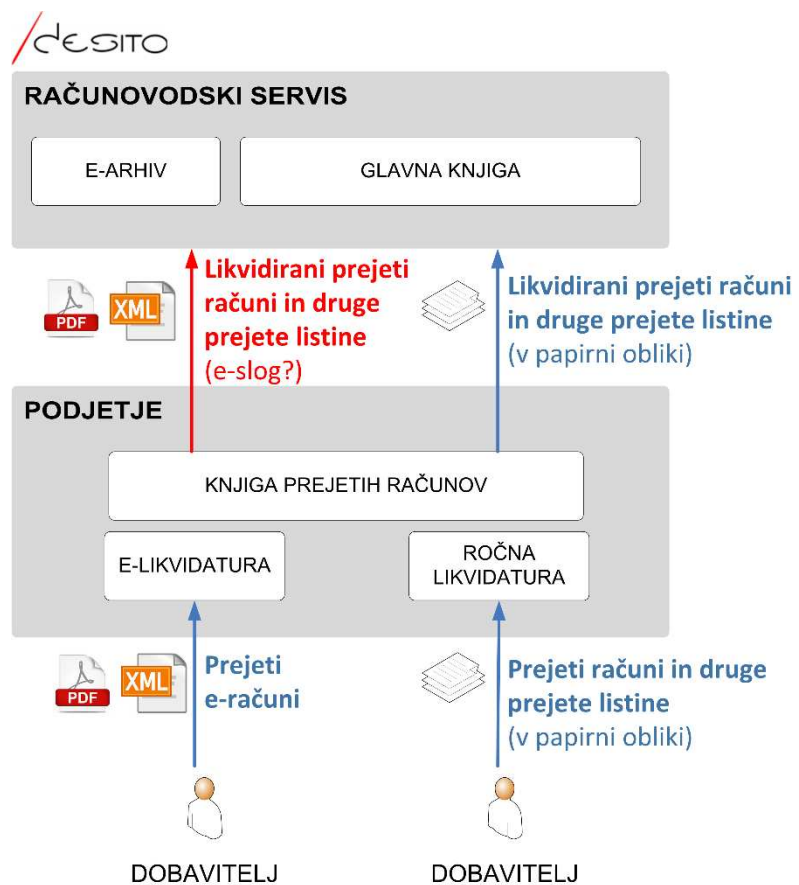 desito
RAČUNOVODSKI SERVIS
E-ARHIV
GLAVNA KNJIGA
PDF
XML
Likvidirani prejeti
računi in druge
prejete listine
(e-slog?)
Likvidirani prejeti računi
in druge prejete listine
(v papirni obliki)
PODJETJE
KNJIGA PREJETIH RAČUNOV
E-LIKVIDATURA
ROČNA
LIKVIDATURA
PDF
XML
Prejeti
e-računi
Prejeti računi in druge
prejete listine
(v papirni obliki)
DOBAVITELJ
DOBAVITELJ